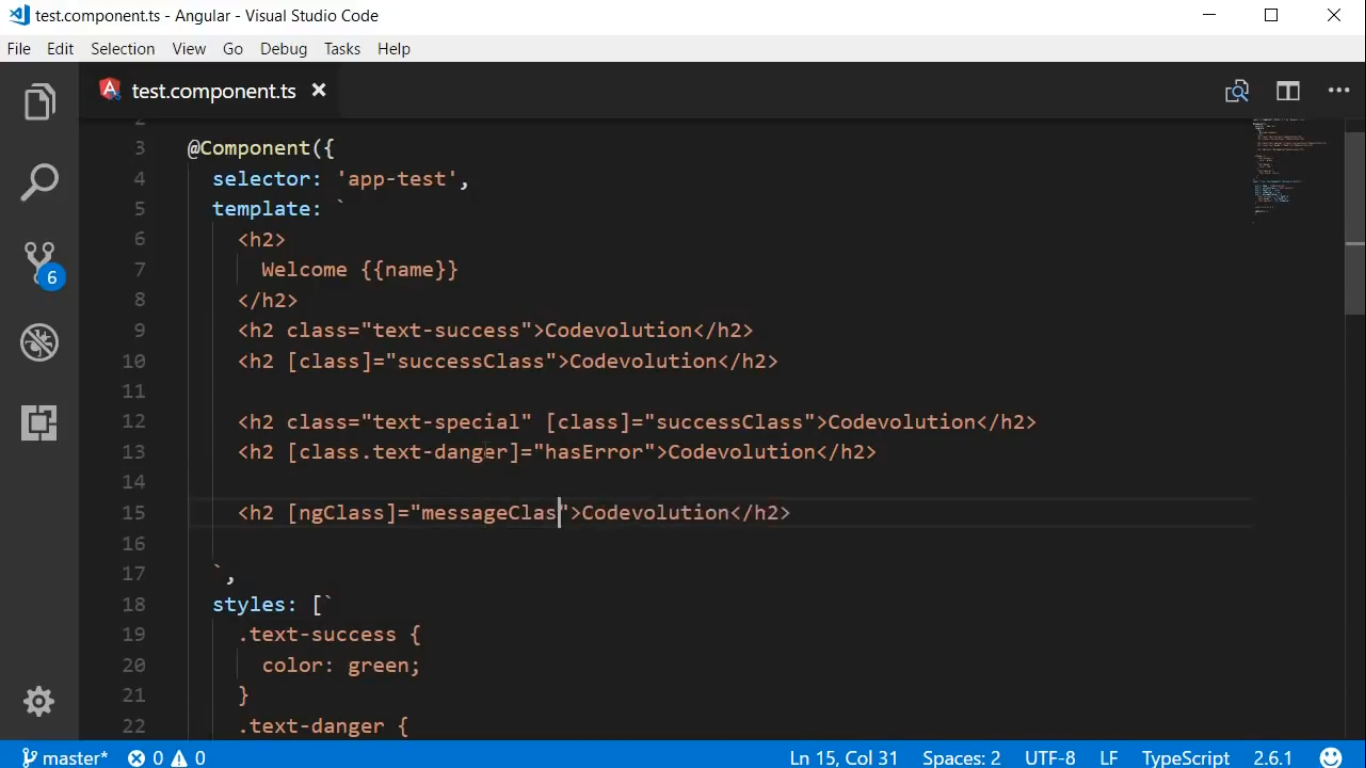 test.component.ts - Angular - Visual Studio Code
File Edit Selection View Go Debug Tasks Help
test.component.ts
2
3 @Component({
4 selector: 'app-test',
5 template: `
6 <h2>
7 Welcome {{name}}
8 </h2>
9 <h2 class="text-success">Codevolution</h2>
10 <h2 [class]="successClass">Codevolution</h2>
11
12 <h2 class="text-special" [class]="successClass">Codevolution</h2>
13 <h2 [class.text-danger]="hasError">Codevolution</h2>
14
15 <h2 [ngClass]="messageClas">Codevolution</h2>
16
17 `,
18 styles: [`
19 .text-success {
20 color: green;
21 }
22 .text-danger {
6
master* 0 0 Ln 15, Col 31 Spaces: 2 UTF-8 LF TypeScript 2.6.1